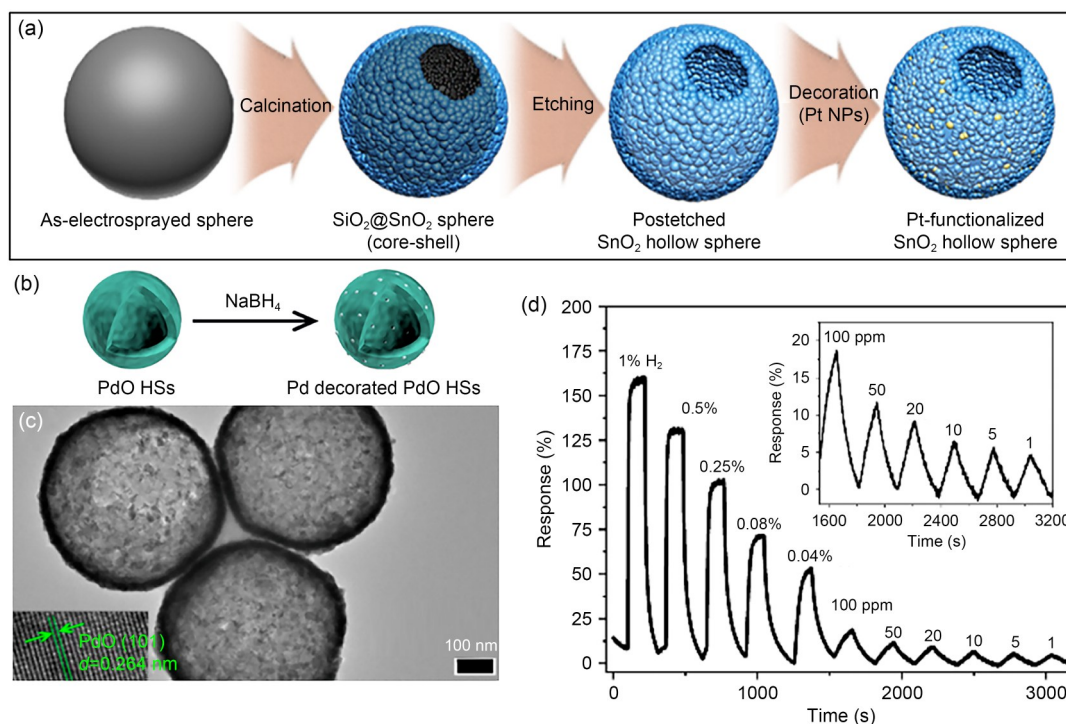 (a)
Calcination
Etching
Decoration
(Pt NPs)
As-electrosprayed sphere
SiO₂@SnO₂ sphere
(core-shell)
Postetched
SnO₂ hollow sphere
Pt-functionalized
SnO₂ hollow sphere
(b)
NaBH₄
PdO HSs
Pd decorated PdO HSs
(c)
PdO (101)
d=0.264 nm
100 nm
(d)
Response (%)
200
175
150
125
100
75
50
25
0
1% H₂
0.5%
0.25%
0.08%
0.04%
100 ppm
50
20
10
5
1
0
1000
2000
3000
Time (s)
Response (%)
20
15
10
5
0
100 ppm
50
20
10
5
1
1600
2000
2400
2800
3200
Time (s)